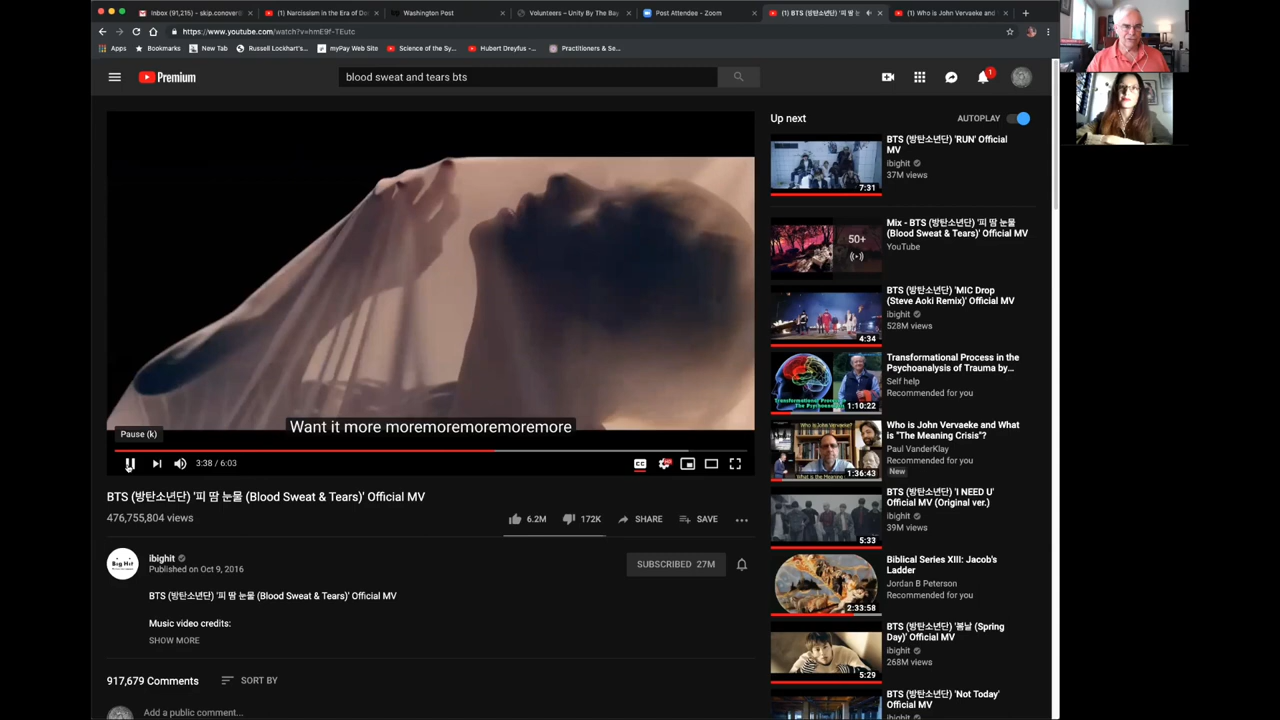 Inbox (91,215) - skip.conover@
(1) Narcissism in the Era of Do
Washington Post
Volunteers – Unity By The Bay
Post Attendee - Zoom
(1) BTS (방탄소년단) '피 땀 눈
(1) Who is John Vervaeke and
https://www.youtube.com/watch?v=hmE9f-TEutc
Apps
Bookmarks
New Tab
Russell Lockhart's...
myPay Web Site
Science of the Sy...
Hubert Dreyfus -...
Practitioners & Se...
Premium
blood sweat and tears bts
1
Up next
AUTOPLAY
BTS (방탄소년단) 'RUN' Official
MV
ibighit
37M views
7:31
Mix - BTS (방탄소년단) '피 땀 눈물
(Blood Sweat & Tears)' Official MV
YouTube
50+
BTS (방탄소년단) 'MIC Drop
(Steve Aoki Remix)' Official MV
ibighit
528M views
4:34
Transformational Process in the
Psychoanalysis of Trauma by...
Self help
Recommended for you
1:10:22
Who is John Vervaeke and What
is "The Meaning Crisis"?
Paul VanderKlay
Recommended for you
New
1:36:43
BTS (방탄소년단) 'I NEED U'
Official MV (Original ver.)
ibighit
39M views
5:33
Biblical Series XIII: Jacob's
Ladder
Jordan B Peterson
Recommended for you
2:33:58
BTS (방탄소년단) '봄날 (Spring
Day)' Official MV
ibighit
268M views
5:29
BTS (방탄소년단) 'Not Today'
Official MV
ibighit
Want it more moremoremoremoremore
Pause (k)
3:38 / 6:03
CC
BTS (방탄소년단) '피 땀 눈물 (Blood Sweat & Tears)' Official MV
476,755,804 views
6.2M
172K
SHARE
SAVE
Big Hit
ibighit
Published on Oct 9, 2016
SUBSCRIBED 27M
BTS (방탄소년단) '피 땀 눈물 (Blood Sweat & Tears)' Official MV
Music video credits:
SHOW MORE
917,679 Comments
SORT BY
Add a public comment...